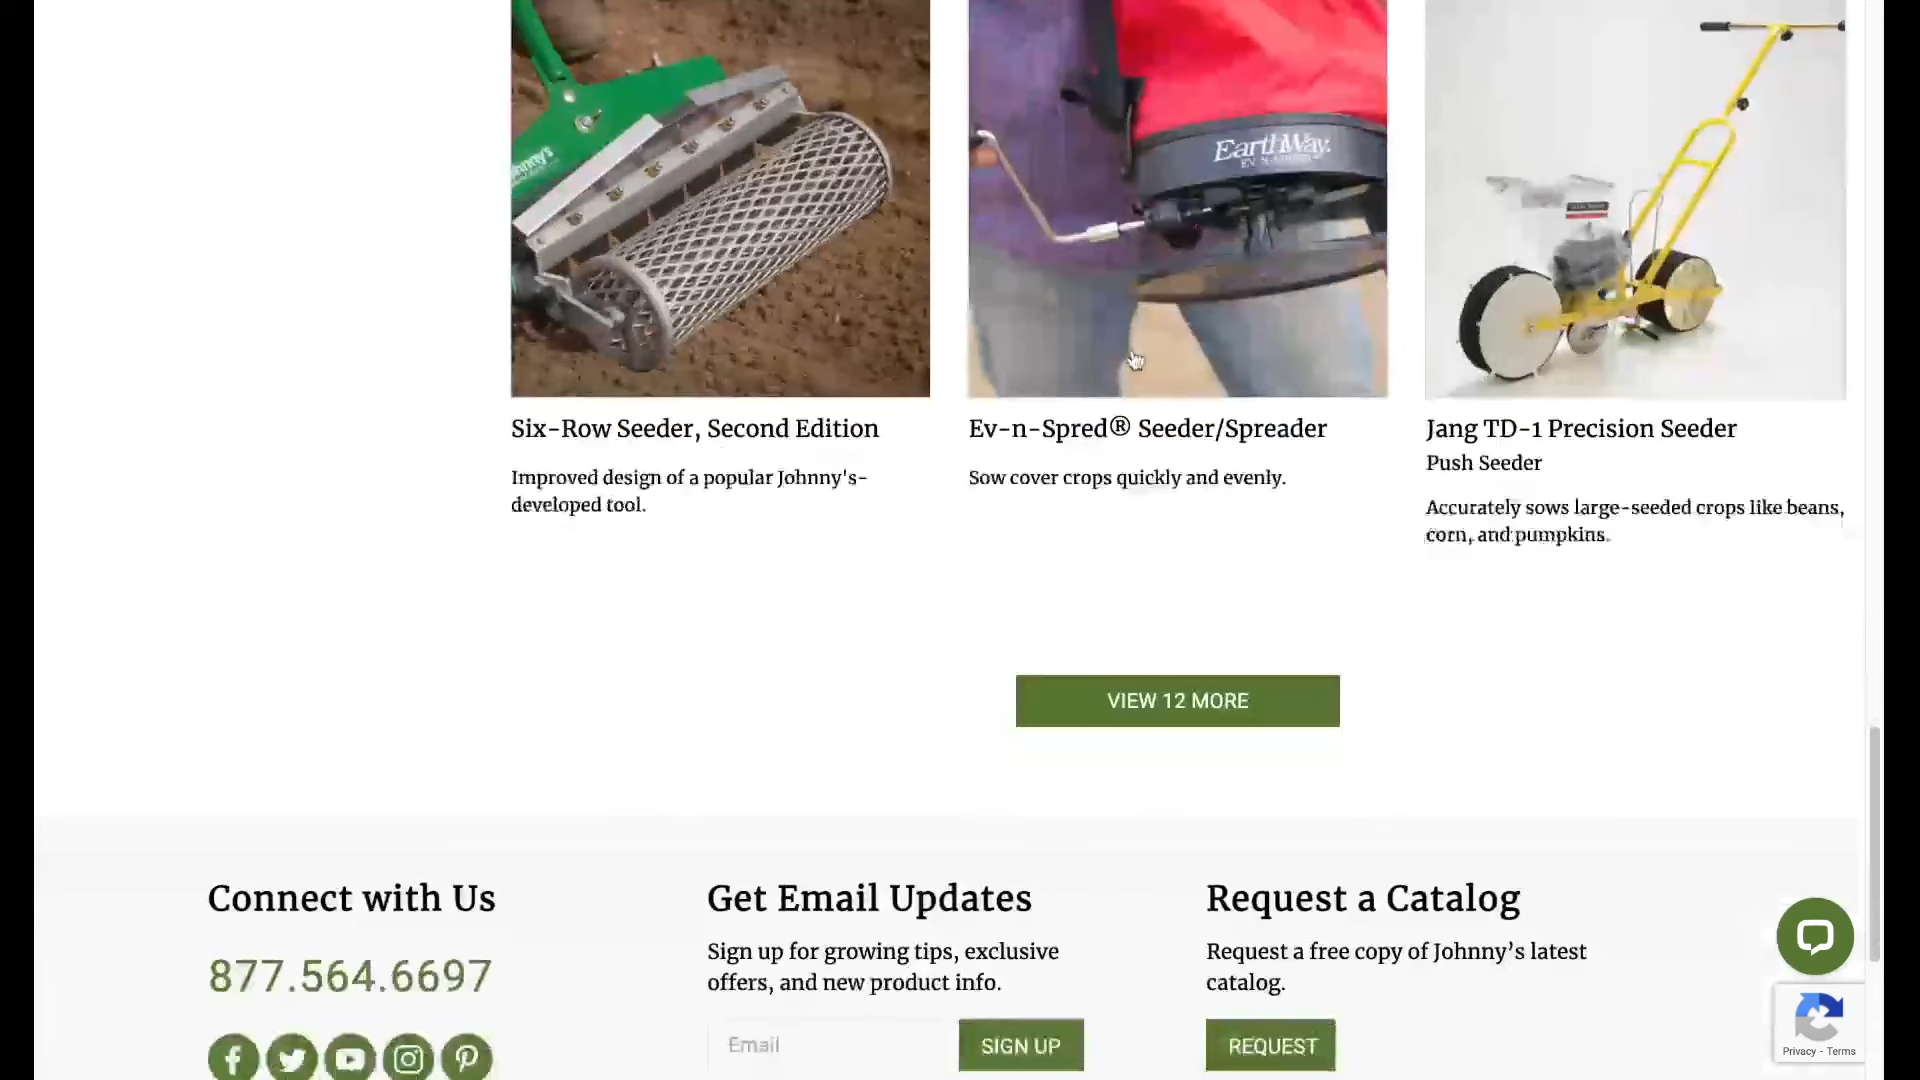 EarthWay.
Six-Row Seeder, Second Edition
Improved design of a popular Johnny's-
developed tool.
Ev-n-Spred® Seeder/Spreader
Sow cover crops quickly and evenly.
Jang TD-1 Precision Seeder
Push Seeder
Accurately sows large-seeded crops like beans,
corn, and pumpkins.
VIEW 12 MORE
Connect with Us
877.564.6697
Get Email Updates
Sign up for growing tips, exclusive
offers, and new product info.
Email
SIGN UP
Request a Catalog
Request a free copy of Johnny’s latest
catalog.
REQUEST
Privacy - Terms